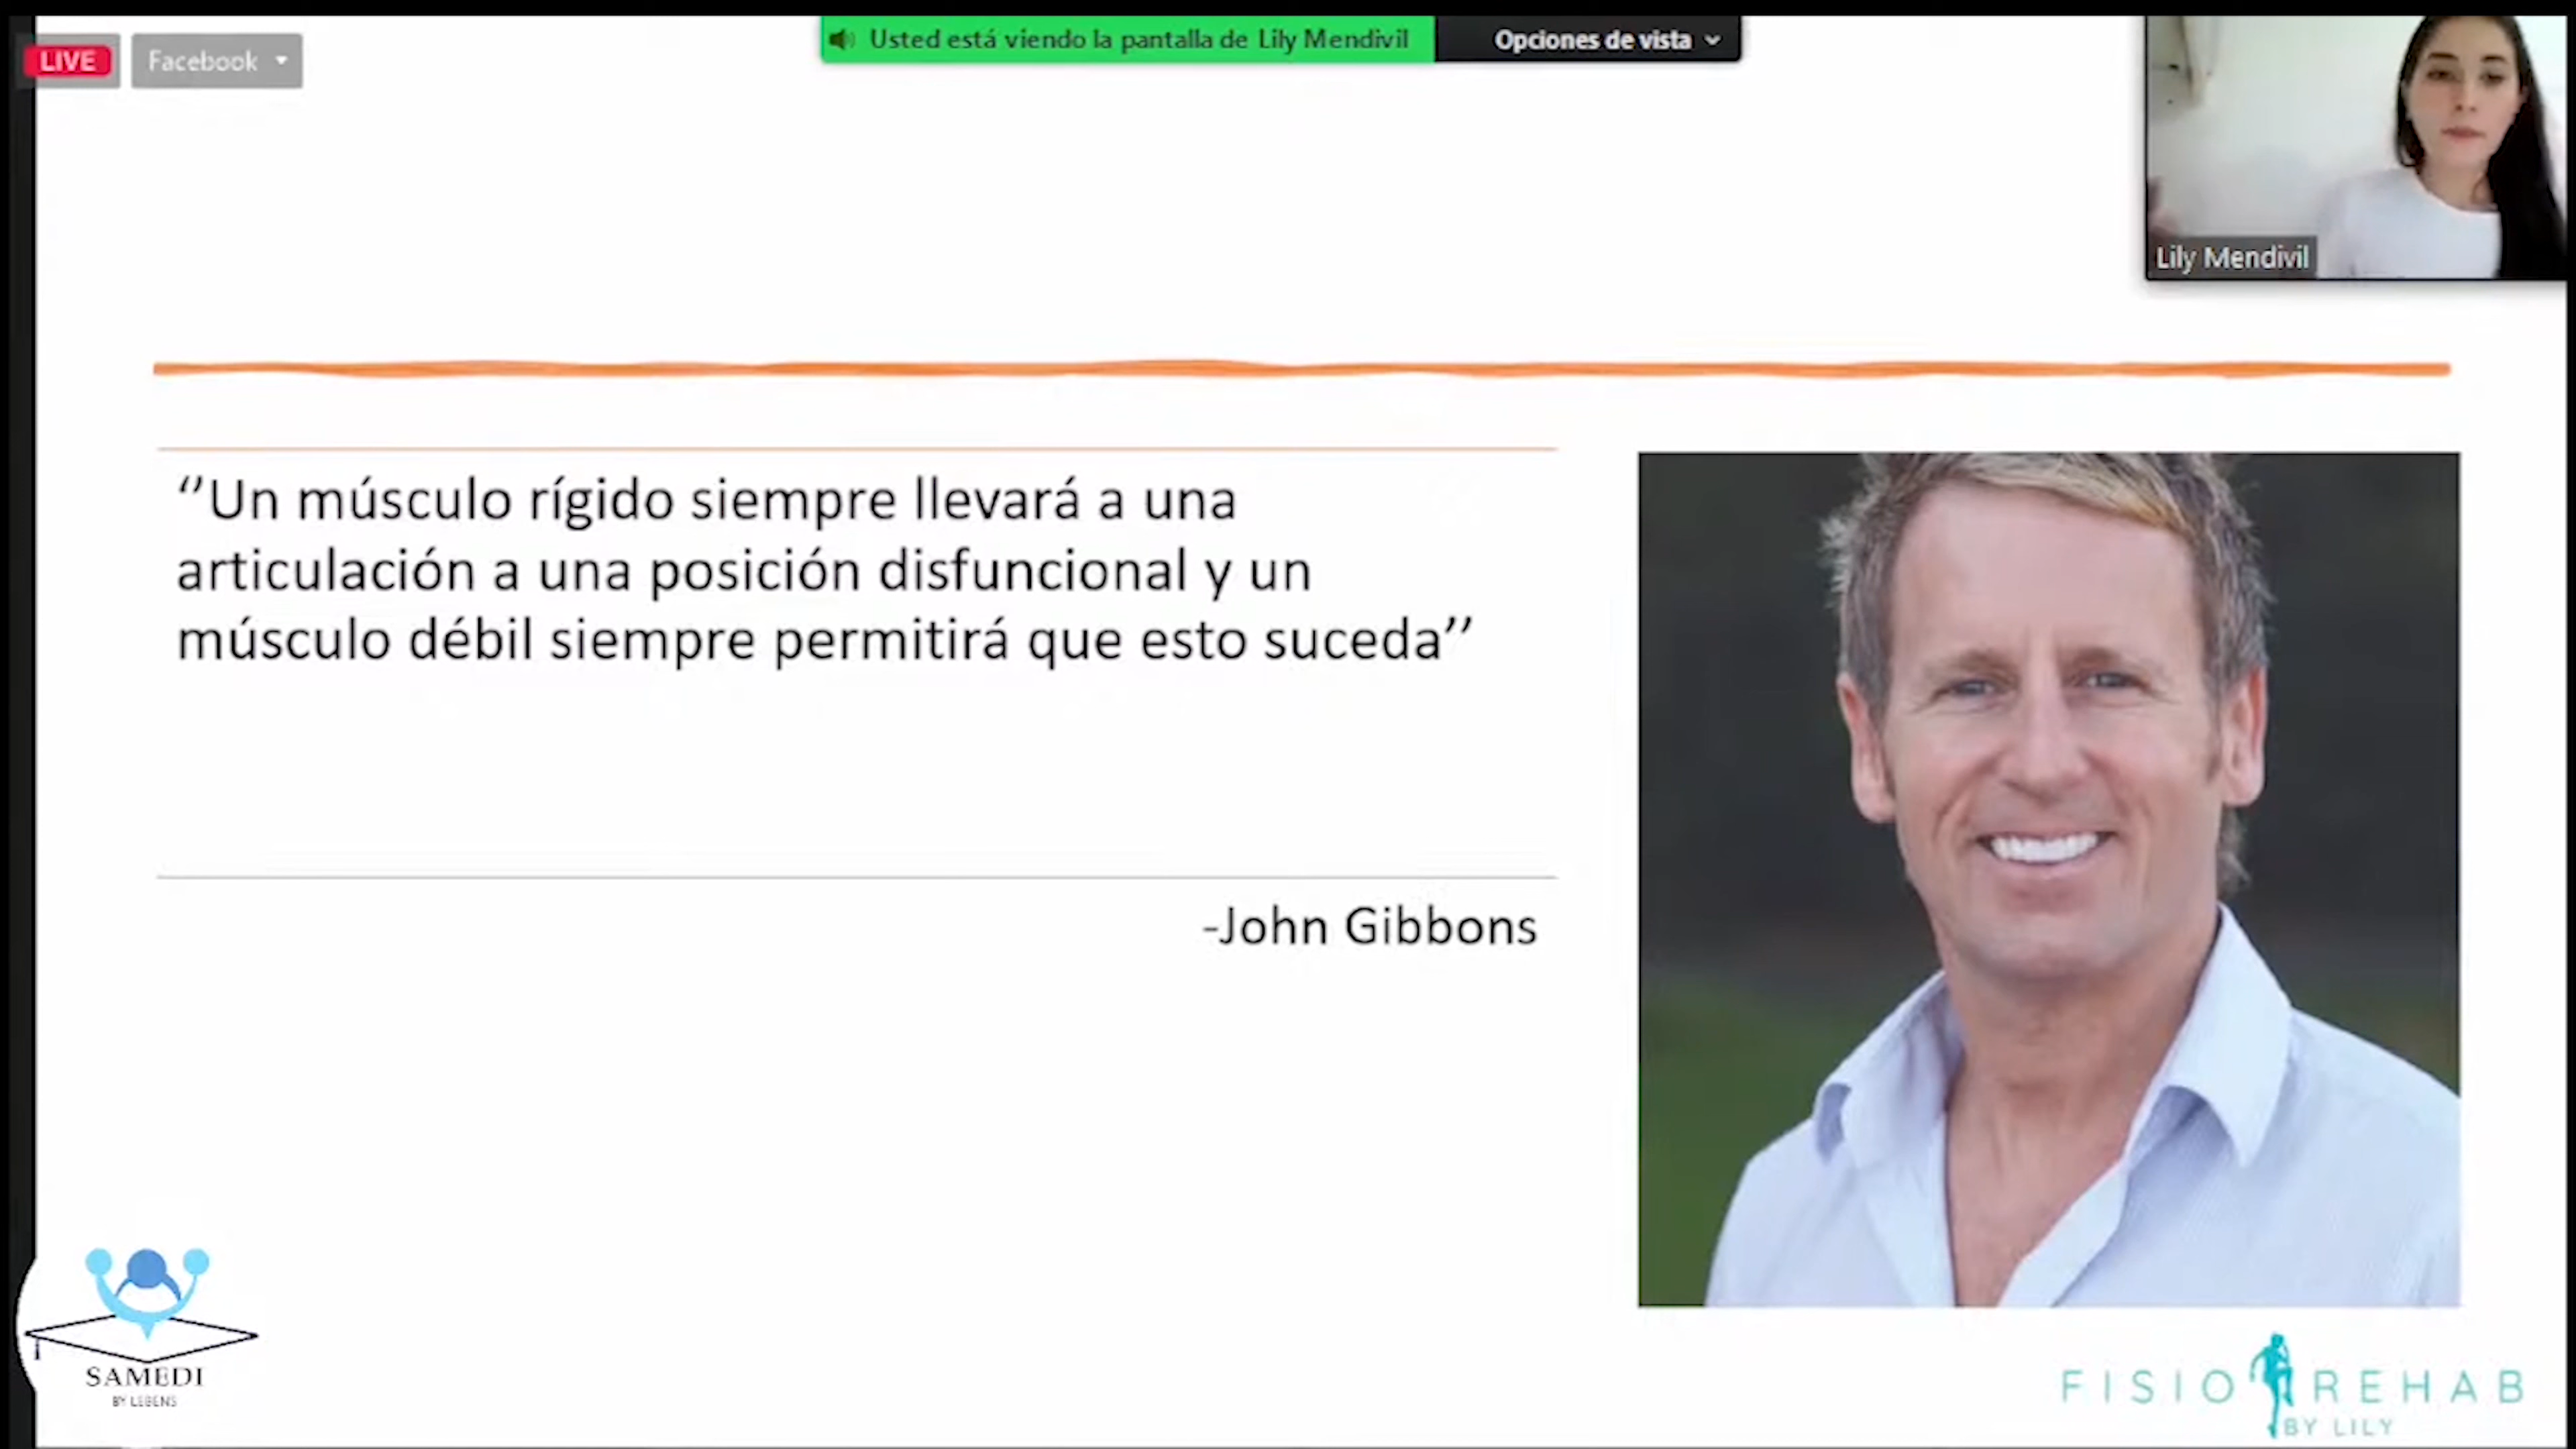 LIVE
Facebook
Usted está viendo la pantalla de Lily Mendivil
Opciones de vista
Lily Mendivil
‘’Un músculo rígido siempre llevará a una
articulación a una posición disfuncional y un
músculo débil siempre permitirá que esto suceda’’
-John Gibbons
SAMEDI
BY LEBENS
FISIO REHAB
BY LILY